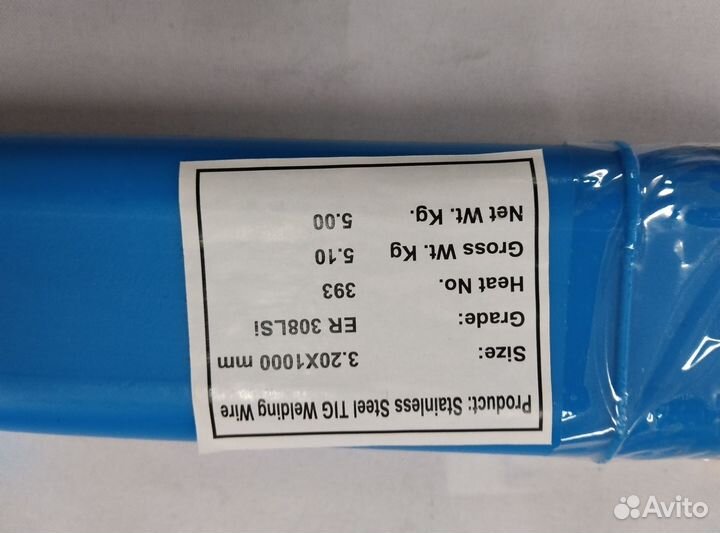 Product: Stainless Steel TIG Welding Wire
Size: 3.20X1000 mm
Grade: ER 308LSi
Heat No. 393
Gross Wt. Kg 5.10
Net Wt. Kg. 5.00
Avito